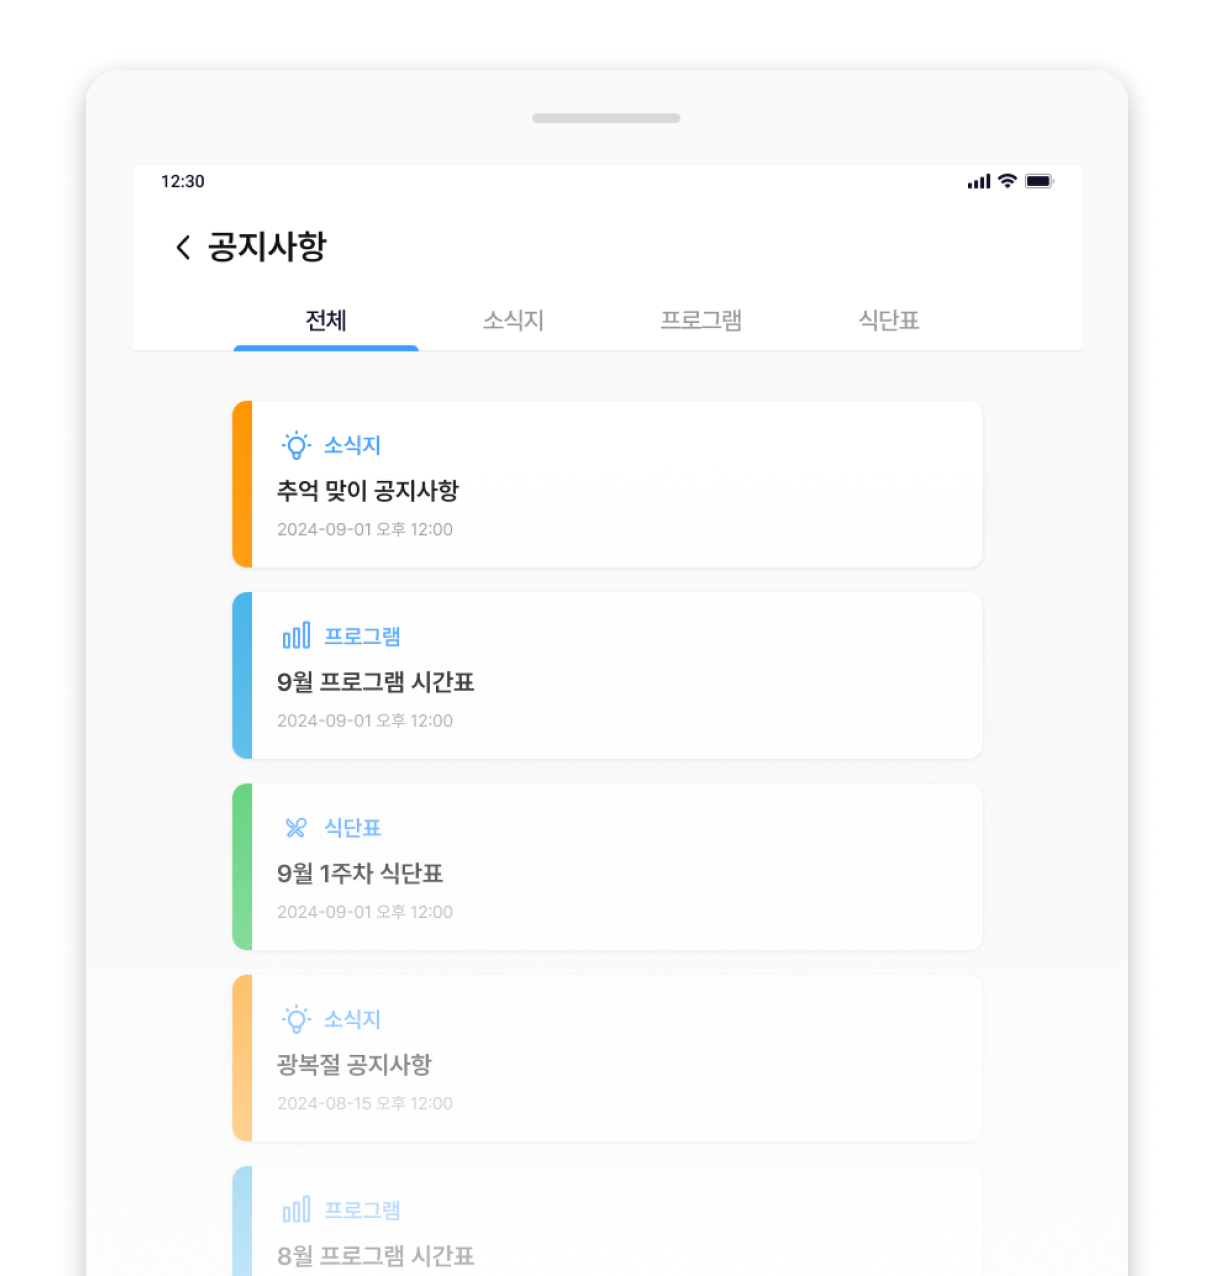 12:30
공지사항
전체 소식지 프로그램 식단표
소식지
추억 맞이 공지사항
2024-09-01 오후 12:00
프로그램
9월 프로그램 시간표
2024-09-01 오후 12:00
식단표
9월 1주차 식단표
2024-09-01 오후 12:00
소식지
광복절 공지사항
2024-08-15 오후 12:00
프로그램
8월 프로그램 시간표